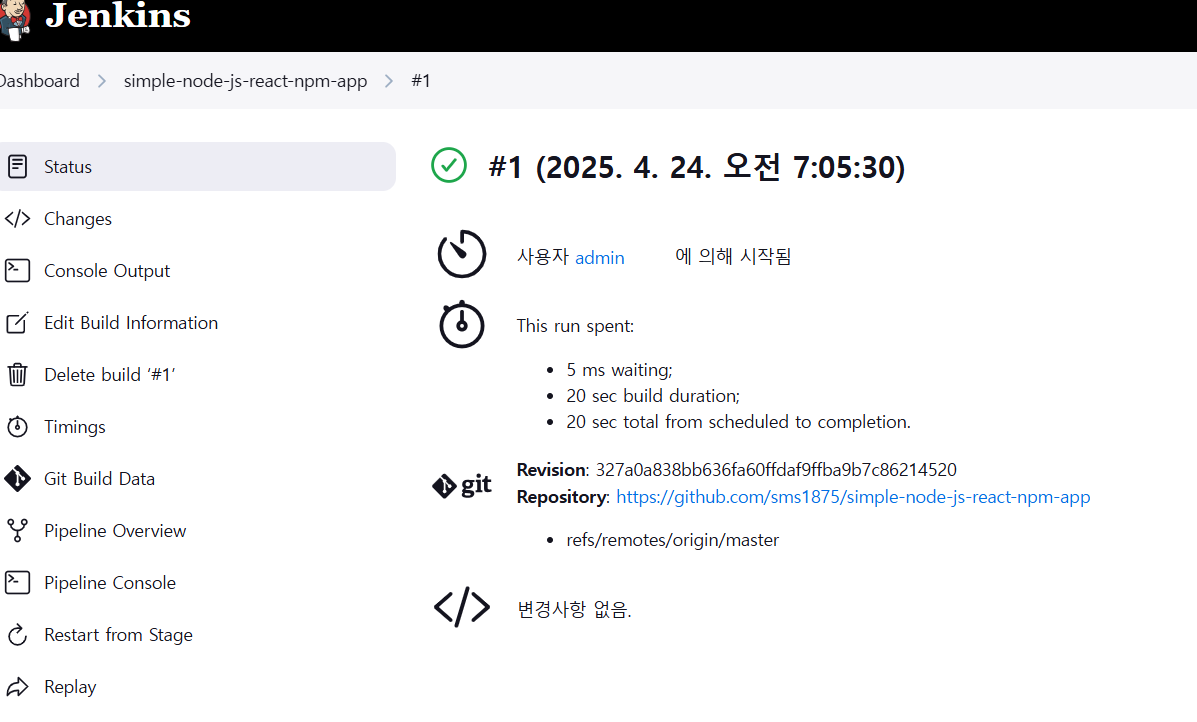 Jenkins
Dashboard > simple-node-js-react-npm-app > #1
Status
Changes
Console Output
Edit Build Information
Delete build ‘#1’
Timings
Git Build Data
Pipeline Overview
Pipeline Console
Restart from Stage
Replay
#1 (2025. 4. 24. 오전 7:05:30)
사용자 admin 에 의해 시작됨
This run spent:
5 ms waiting;
20 sec build duration;
20 sec total from scheduled to completion.
git
Revision: 327a0a838bb636fa60ffdaf9ffba9b7c86214520
Repository: https://github.com/sms1875/simple-node-js-react-npm-app
refs/remotes/origin/master
변경사항 없음.